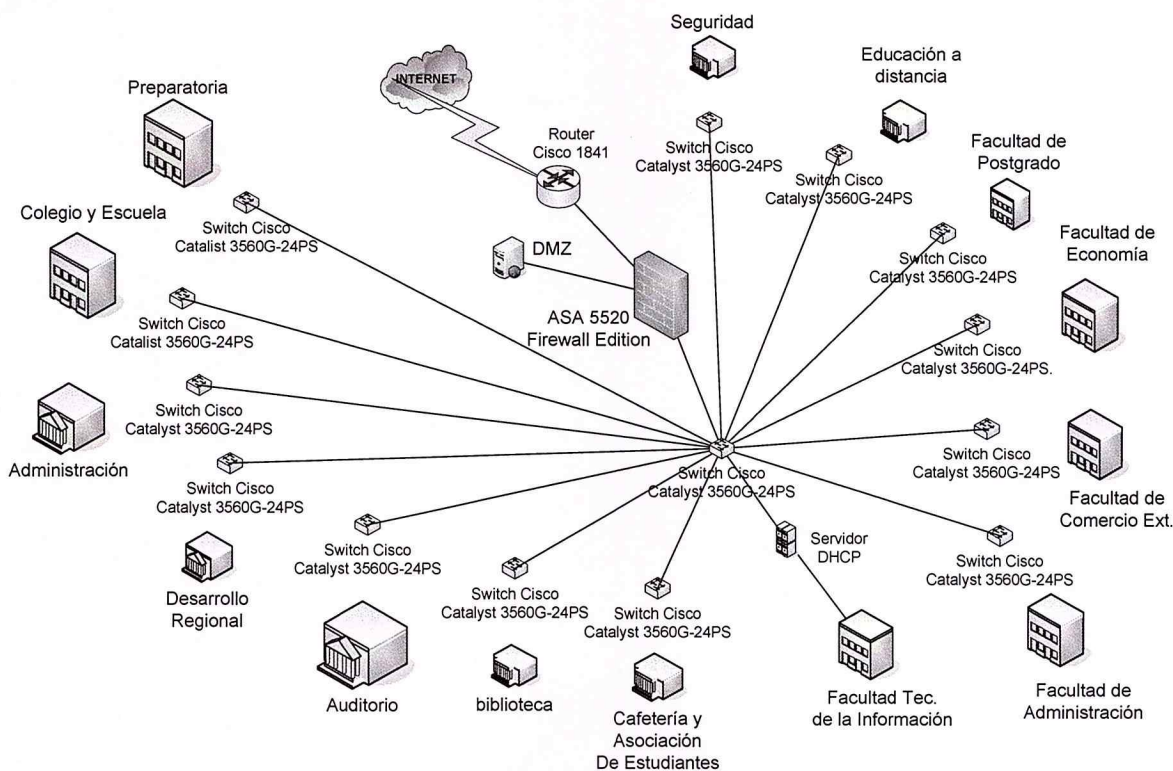 Seguridad
Educación a
distancia
INTERNET
Preparatoria
Router
Cisco 1841
Switch Cisco
Catalyst 3560G-24PS
Switch Cisco
Catalyst 3560G-24PS
Facultad de
Postgrado
Colegio y Escuela
Switch Cisco
Catalist 3560G-24PS
DMZ
Switch Cisco
Catalyst 3560G-24PS
Facultad de
Economía
ASA 5520
Firewall Edition
Switch Cisco
Catalist 3560G-24PS
Switch Cisco
Catalyst 3560G-24PS.
Administración
Switch Cisco
Catalyst 3560G-24PS
Switch Cisco
Catalyst 3560G-24PS
Switch Cisco
Catalyst 3560G-24PS
Facultad de
Comercio Ext.
Switch Cisco
Catalyst 3560G-24PS
Desarrollo
Regional
Switch Cisco
Catalyst 3560G-24PS
Servidor
DHCP
Switch Cisco
Catalyst 3560G-24PS
Switch Cisco
Catalyst 3560G-24PS
Switch Cisco
Catalyst 3560G-24PS
Auditorio
biblioteca
Cafetería y
Asociación
De Estudiantes
Facultad Tec.
de la Información
Facultad de
Administración